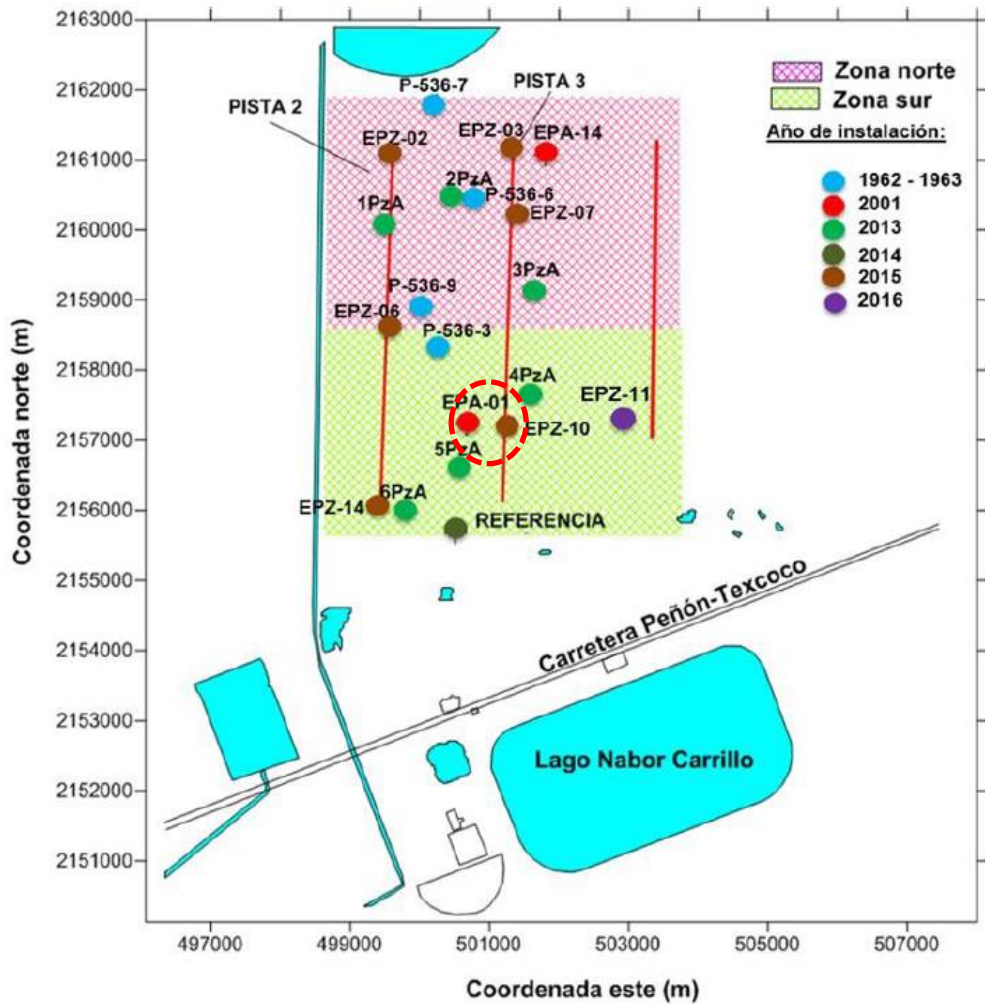 2163000
2162000
2161000
2160000
2159000
2158000
2157000
2156000
2155000
2154000
2153000
2152000
2151000
Coordenada norte (m)
P-536-7
PISTA 3
PISTA 2
EPZ-02
EPZ-03
EPA-14
2PzA
P-536-6
1PzA
EPZ-07
3PzA
P-536-9
EPZ-06
P-536-3
4PzA
EPA-01
EPZ-11
EPZ-10
5PzA
EPZ-14
6PzA
REFERENCIA
Zona norte
Zona sur
Año de instalación:
1962 - 1963
2001
2013
2014
2015
2016
Carretera Peñón-Texcoco
Lago Nabor Carrillo
497000
499000
501000
503000
505000
507000
Coordenada este (m)